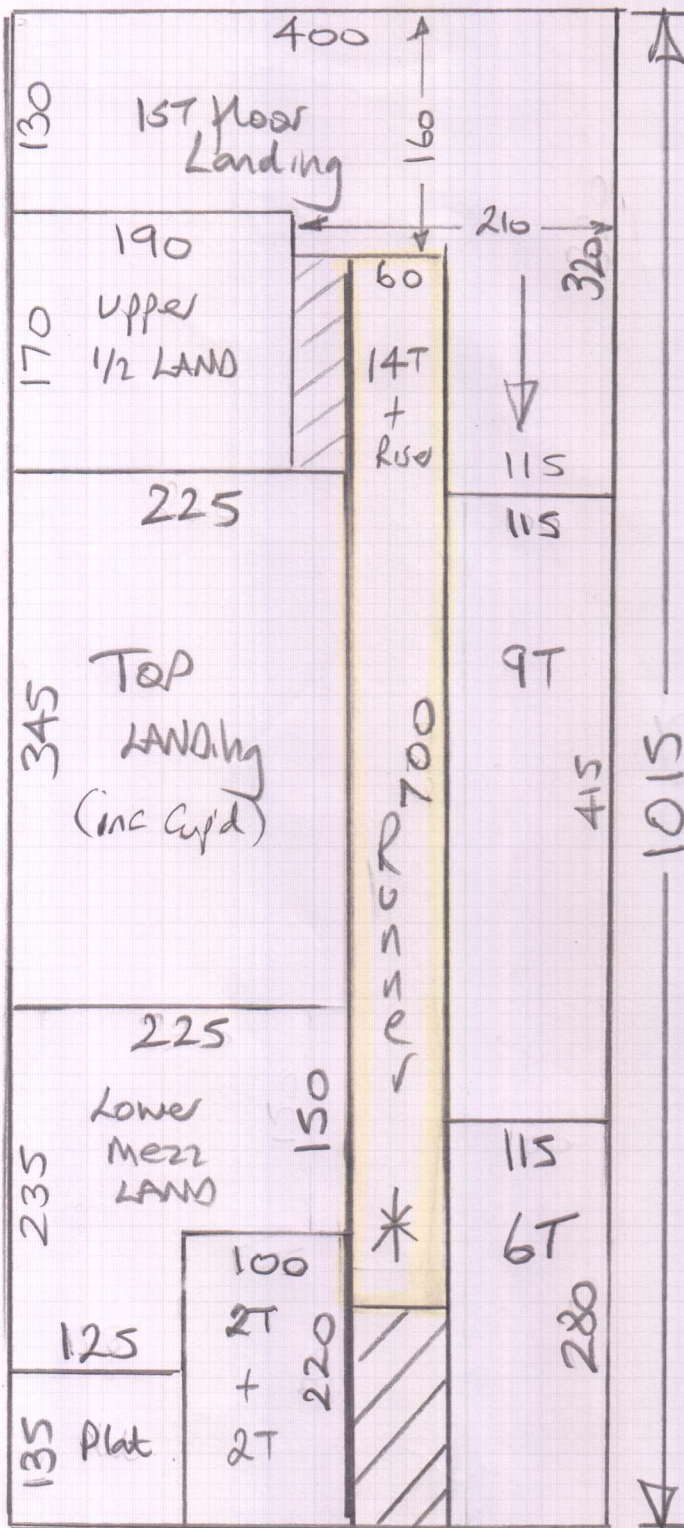 400
130
1ST floor
Landing
160
210
320
190
upper
1/2 LAND
170
60
14T
+
Riser
115
115
225
TOP
LANDing
(inc Cup'd)
345
9T
415
700
Runner
1015
225
Lower
Mezz
LAND
235
150
115
6T
280
100
2T
+
2T
220
125
135
Plat